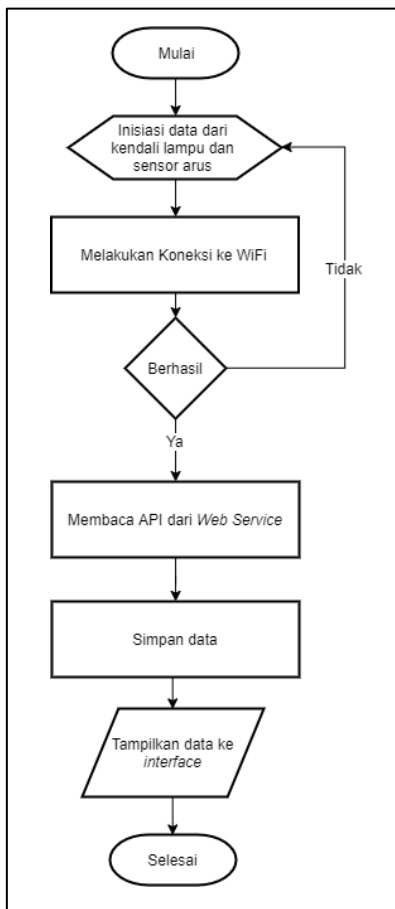 Mulai
Inisiasi data dari
kendali lampu dan
sensor arus
Melakukan Koneksi ke WiFi
Tidak
Berhasil
Ya
Membaca API dari Web Service
Simpan data
Tampilkan data ke
interface
Selesai